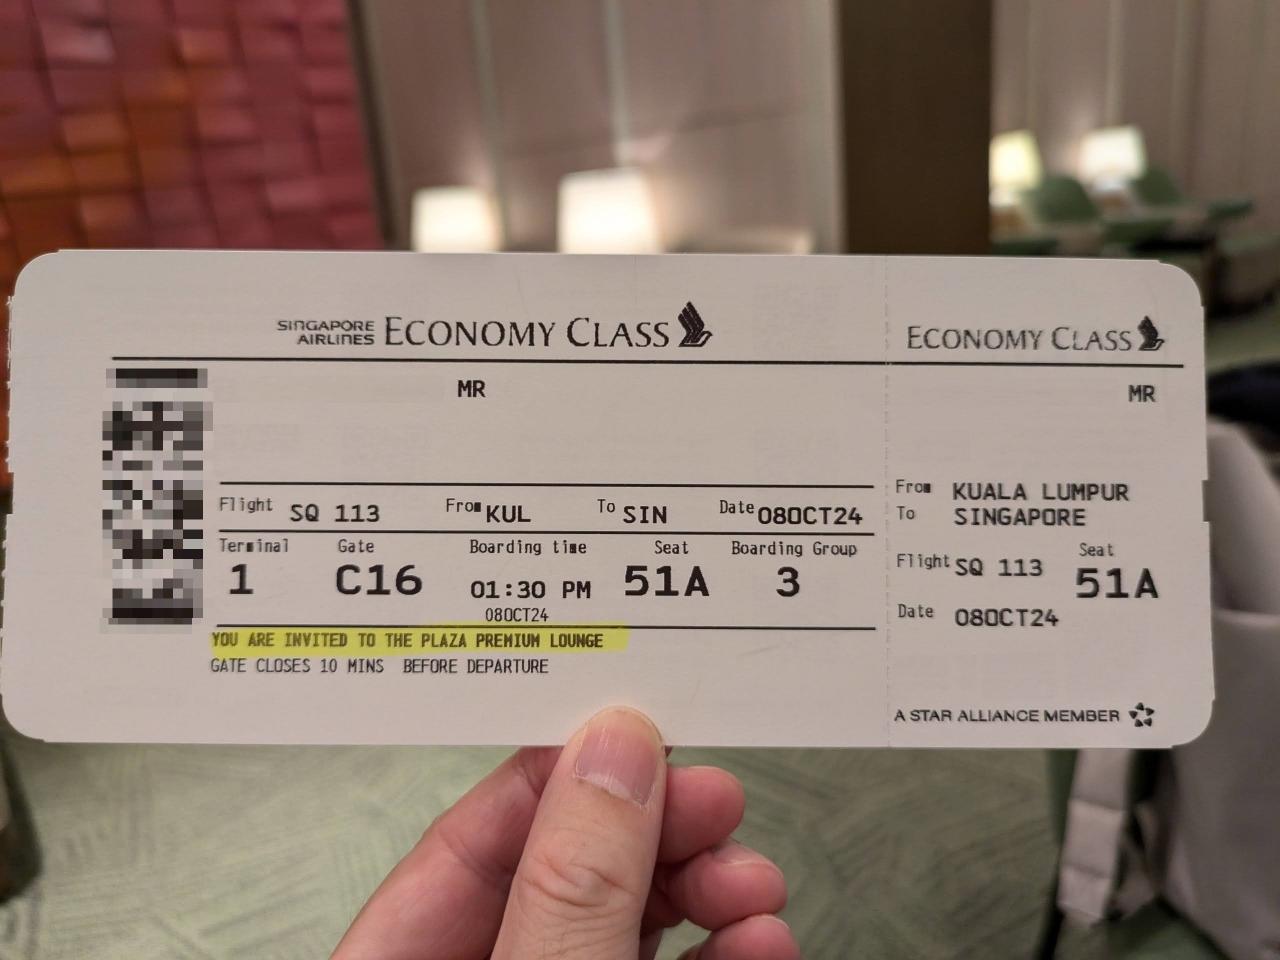 SINGAPORE AIRLINES ECONOMY CLASS
MR
Flight SQ 113 From KUL To SIN Date 08OCT24
Terminal Gate Boarding time Seat Boarding Group
1 C16 01:30 PM 51A 3
08OCT24
YOU ARE INVITED TO THE PLAZA PREMIUM LOUNGE
GATE CLOSES 10 MINS BEFORE DEPARTURE
ECONOMY CLASS
MR
From KUALA LUMPUR
To SINGAPORE
Flight SQ 113 Seat 51A
Date 08OCT24
A STAR ALLIANCE MEMBER